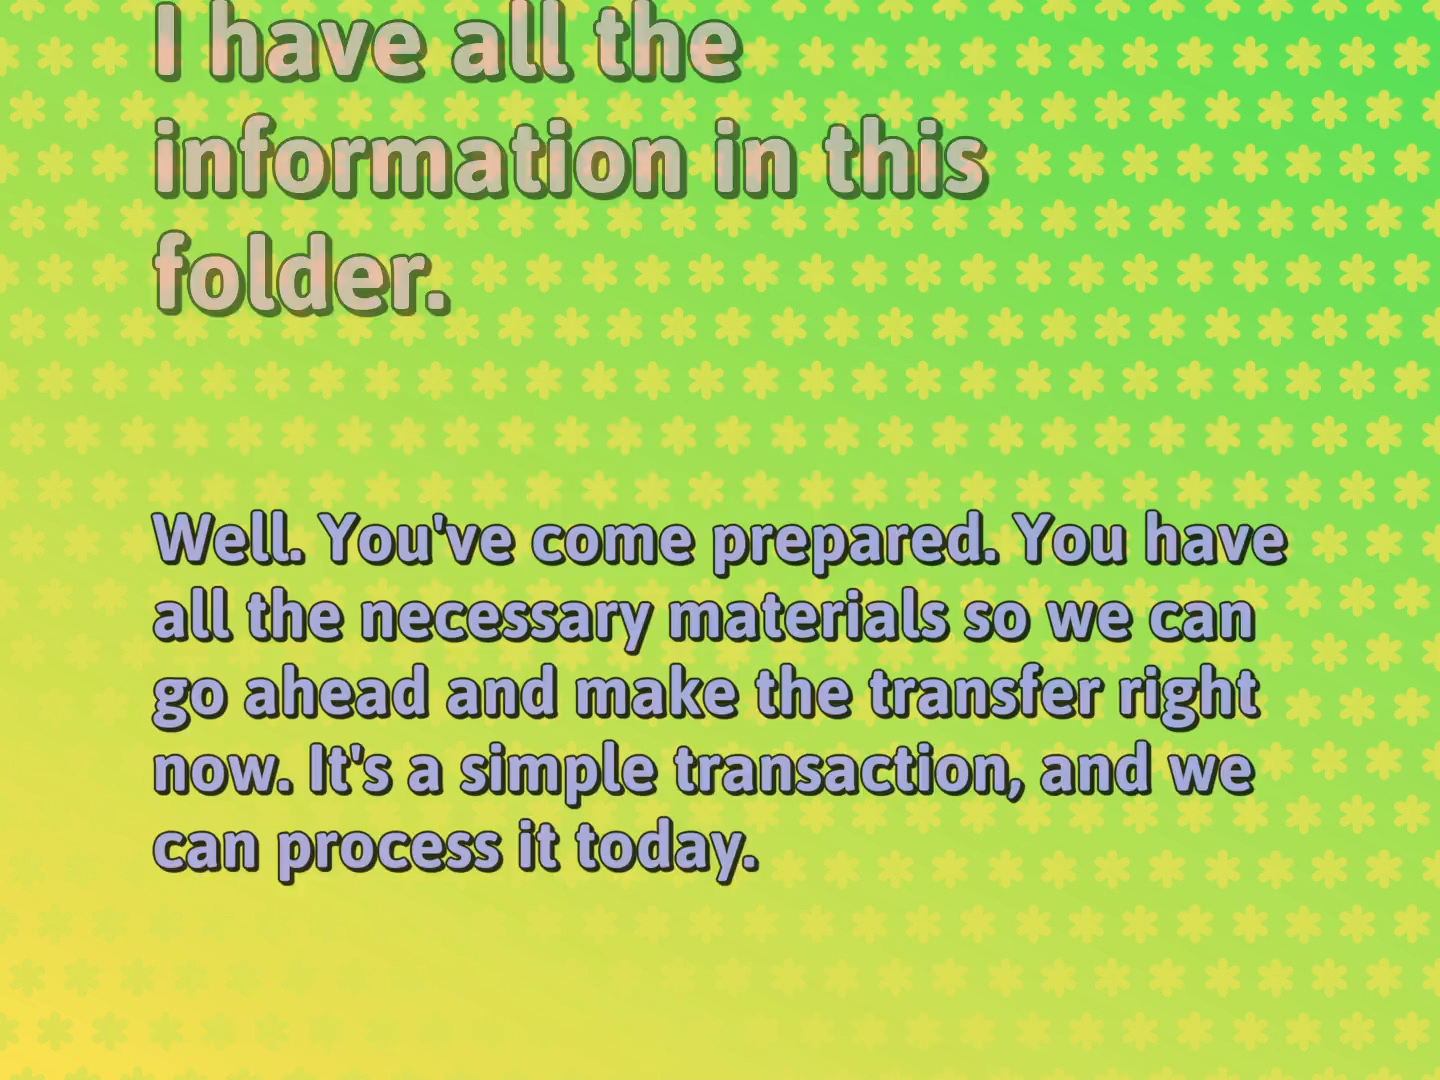 I have all the
information in this
folder.
Well. You've come prepared. You have
all the necessary materials so we can
go ahead and make the transfer right
now. It's a simple transaction, and we
can process it today.